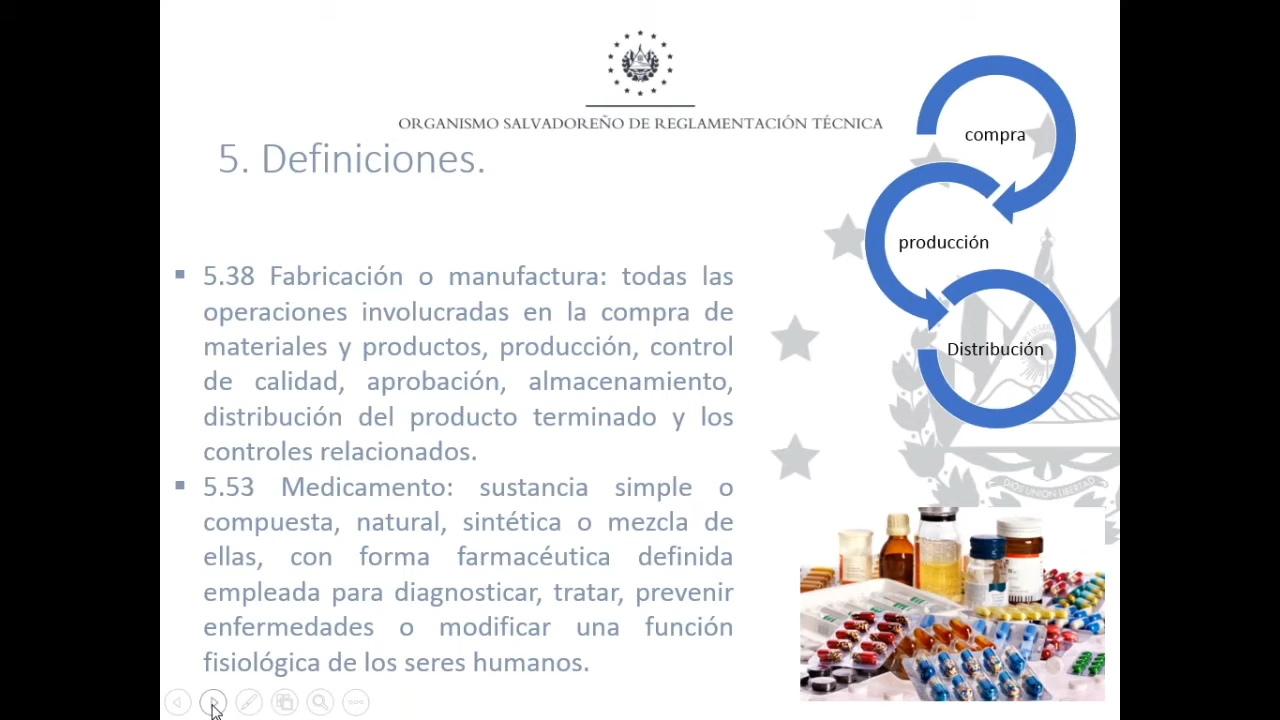 ORGANISMO SALVADOREÑO DE REGLAMENTACIÓN TÉCNICA
5. Definiciones.
▪ 5.38 Fabricación o manufactura: todas las
operaciones involucradas en la compra de
materiales y productos, producción, control
de calidad, aprobación, almacenamiento,
distribución del producto terminado y los
controles relacionados.
▪ 5.53 Medicamento: sustancia simple o
compuesta, natural, sintética o mezcla de
ellas, con forma farmacéutica definida
empleada para diagnosticar, tratar, prevenir
enfermedades o modificar una función
fisiológica de los seres humanos.
compra
producción
Distribución
DIOS UNIÓN LIBERTAD